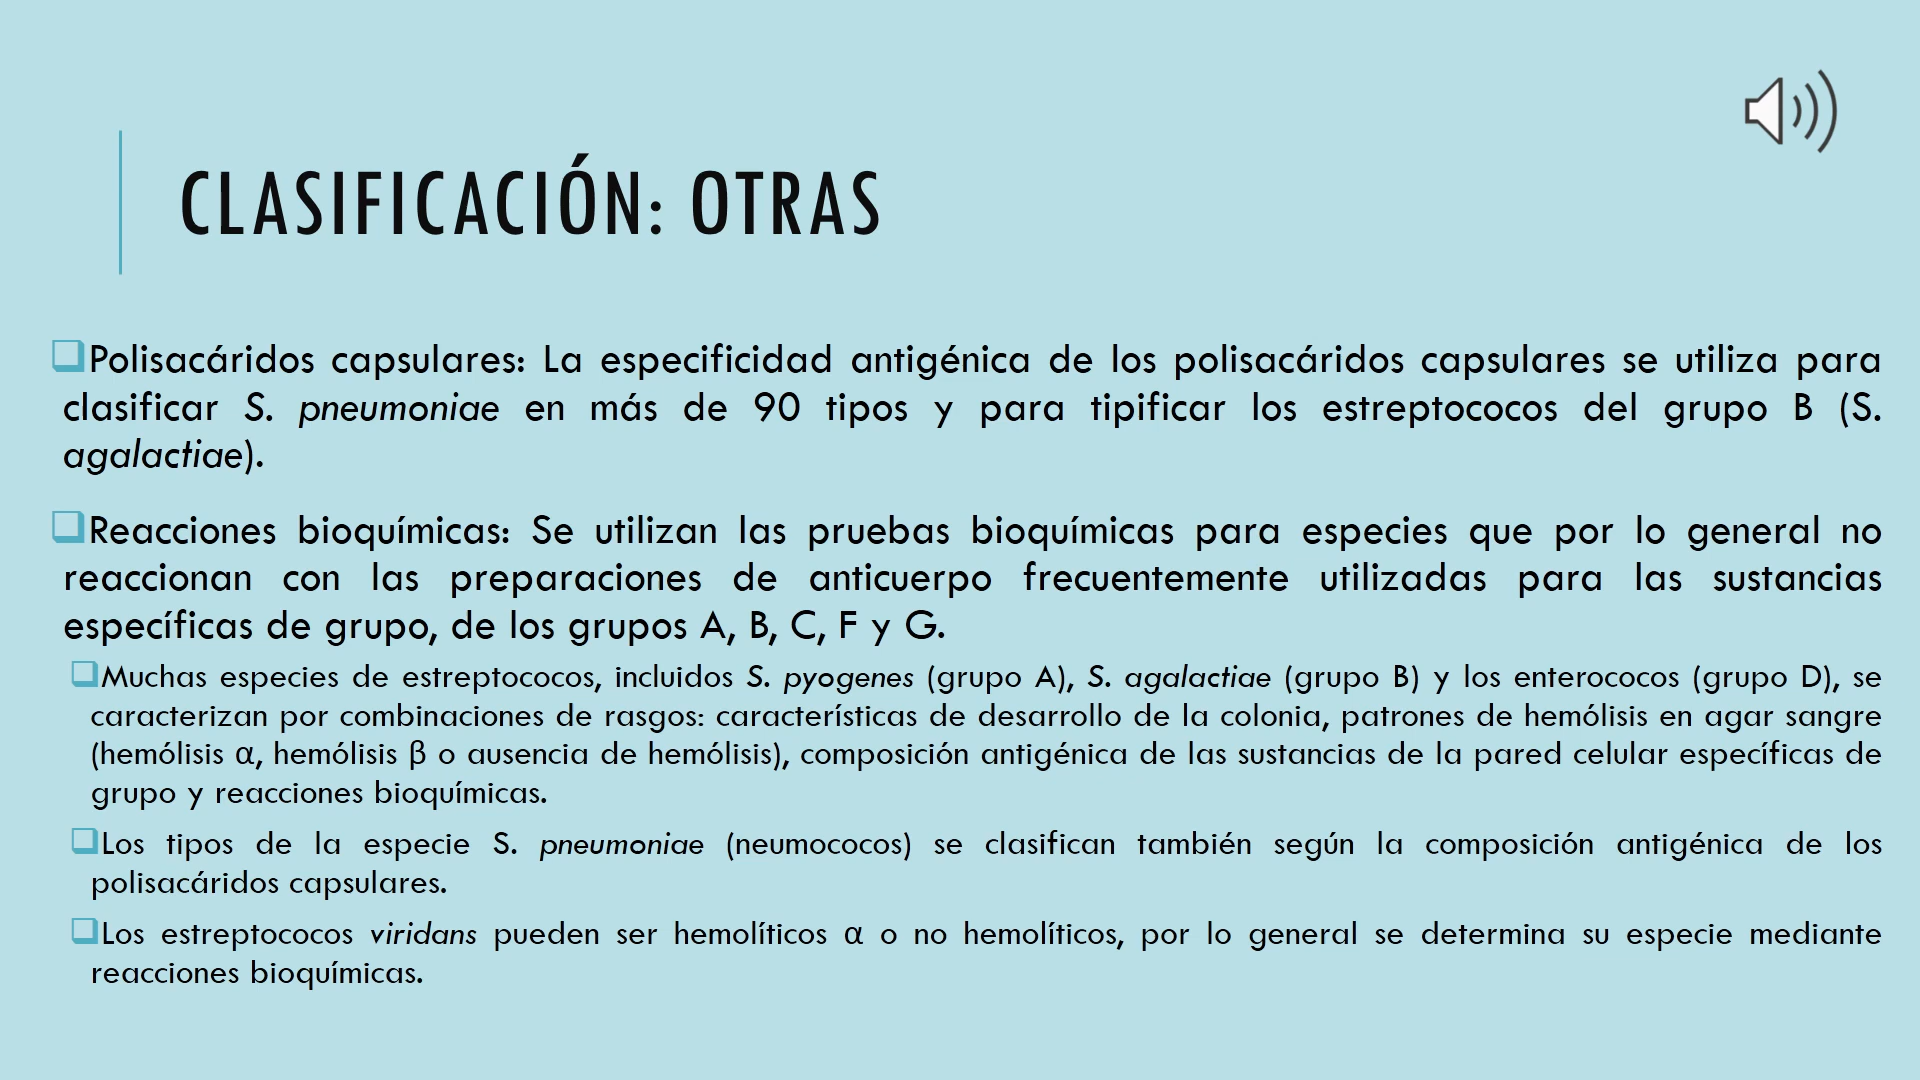 CLASIFICACIÓN: OTRAS
Polisacáridos capsulares: La especificidad antigénica de los polisacáridos capsulares se utiliza para
clasificar S. pneumoniae en más de 90 tipos y para tipificar los estreptococos del grupo B (S.
agalactiae).
Reacciones bioquímicas: Se utilizan las pruebas bioquímicas para especies que por lo general no
reaccionan con las preparaciones de anticuerpo frecuentemente utilizadas para las sustancias
específicas de grupo, de los grupos A, B, C, F y G.
Muchas especies de estreptococos, incluidos S. pyogenes (grupo A), S. agalactiae (grupo B) y los enterococos (grupo D), se
caracterizan por combinaciones de rasgos: características de desarrollo de la colonia, patrones de hemólisis en agar sangre
(hemólisis α, hemólisis β o ausencia de hemólisis), composición antigénica de las sustancias de la pared celular específicas de
grupo y reacciones bioquímicas.
Los tipos de la especie S. pneumoniae (neumococos) se clasifican también según la composición antigénica de los
polisacáridos capsulares.
Los estreptococos viridans pueden ser hemolíticos α o no hemolíticos, por lo general se determina su especie mediante
reacciones bioquímicas.